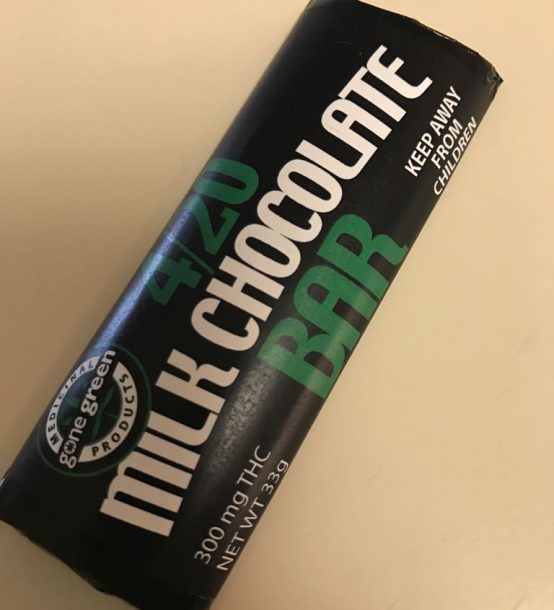 4/20
MILK CHOCOLATE
BAR
KEEP AWAY
FROM
CHILDREN
MEDICINAL
gone green
PRODUCTS
300 mg THC
NET WT 33g